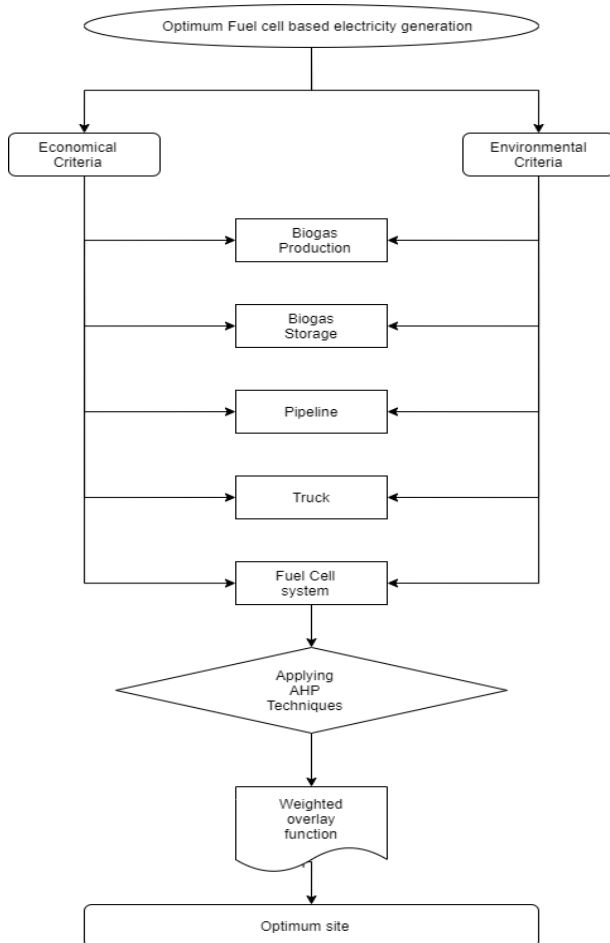 Optimum Fuel cell based electricity generation
Economical
Criteria
Environmental
Criteria
Biogas
Production
Biogas
Storage
Pipeline
Truck
Fuel Cell
system
Applying
AHP
Techniques
Weighted
overlay
function
Optimum site